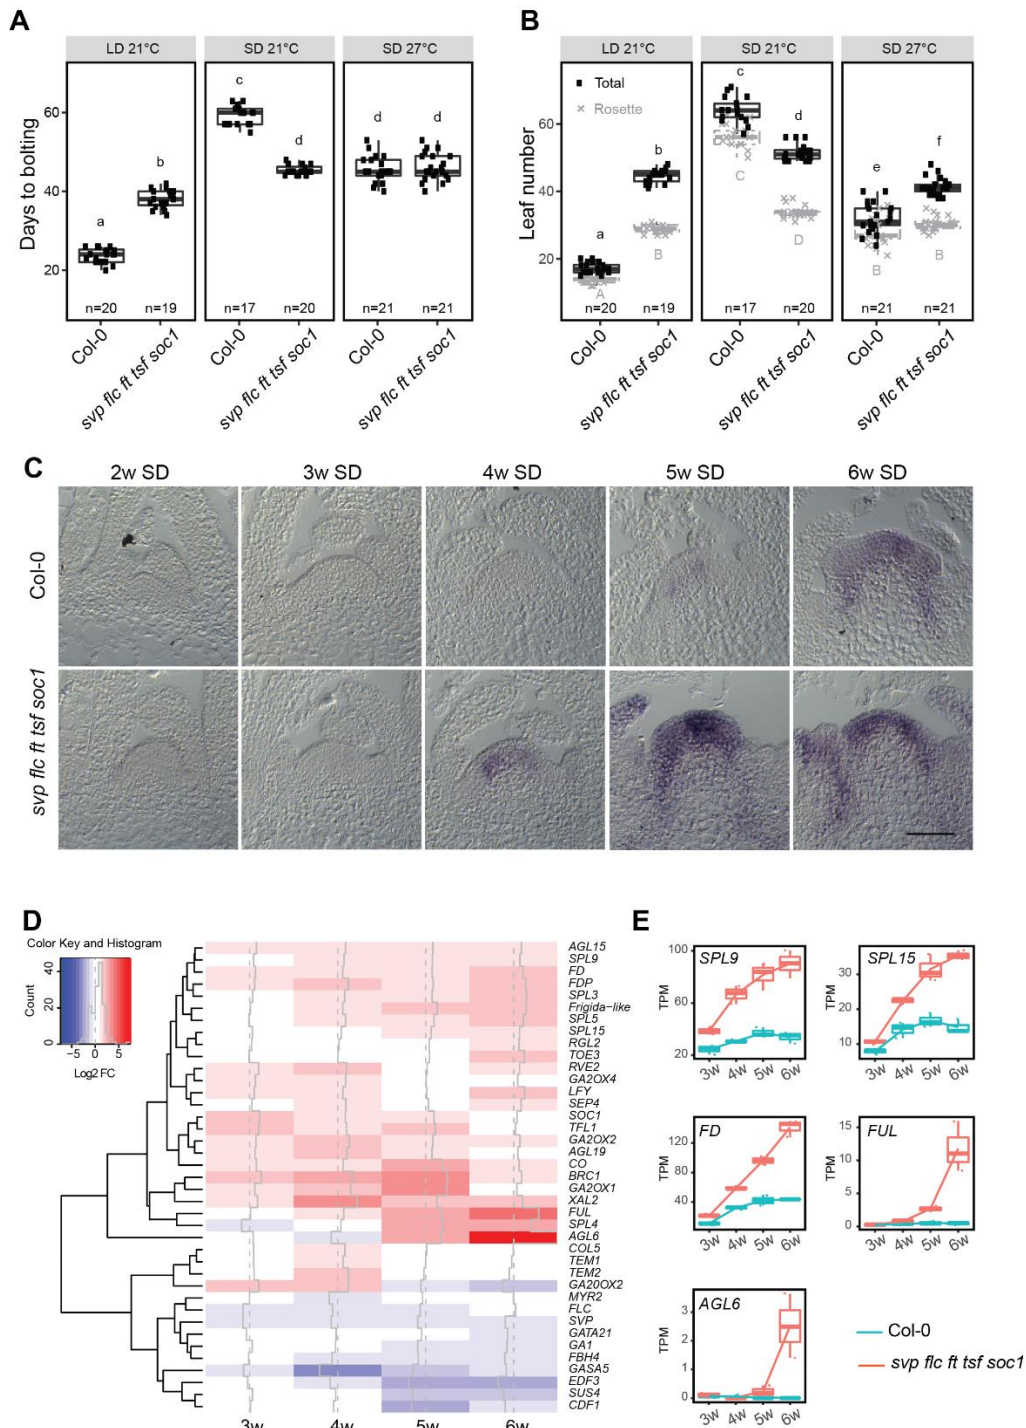 A
LD 21°C SD 21°C SD 27°C
Days to bolting
60
40
20
a b c d d d
n=20 n=19 n=17 n=20 n=21 n=21
Col-0 svp flc ft tsf soc1 Col-0 svp flc ft tsf soc1 Col-0 svp flc ft tsf soc1
B
LD 21°C SD 21°C SD 27°C
Leaf number
60
40
20
Total
Rosette
a b c d e f
A B C D B B
n=20 n=19 n=17 n=20 n=21 n=21
Col-0 svp flc ft tsf soc1 Col-0 svp flc ft tsf soc1 Col-0 svp flc ft tsf soc1
C
2w SD 3w SD 4w SD 5w SD 6w SD
Col-0
svp flc ft tsf soc1
D
Color Key and Histogram
Count
40
20
0
−5 0 5
Log2 FC
AGL15
SPL9
FD
FDP
SPL3
Frigida−like
SPL5
SPL15
RGL2
TOE3
RVE2
GA2OX4
LFY
SEP4
SOC1
TFL1
GA2OX2
AGL19
CO
BRC1
GA2OX1
XAL2
FUL
SPL4
AGL6
COL5
TEM1
TEM2
GA20OX2
MYR2
FLC
SVP
GATA21
GA1
FBH4
GASA5
EDF3
SUS4
CDF1
3w 4w 5w 6w
E
SPL9
TPM
100
60
20
3w 4w 5w 6w
SPL15
TPM
30
20
10
3w 4w 5w 6w
FD
TPM
120
80
40
3w 4w 5w 6w
FUL
TPM
15
10
5
0
3w 4w 5w 6w
AGL6
TPM
3
2
1
0
3w 4w 5w 6w
Col-0
svp flc ft tsf soc1